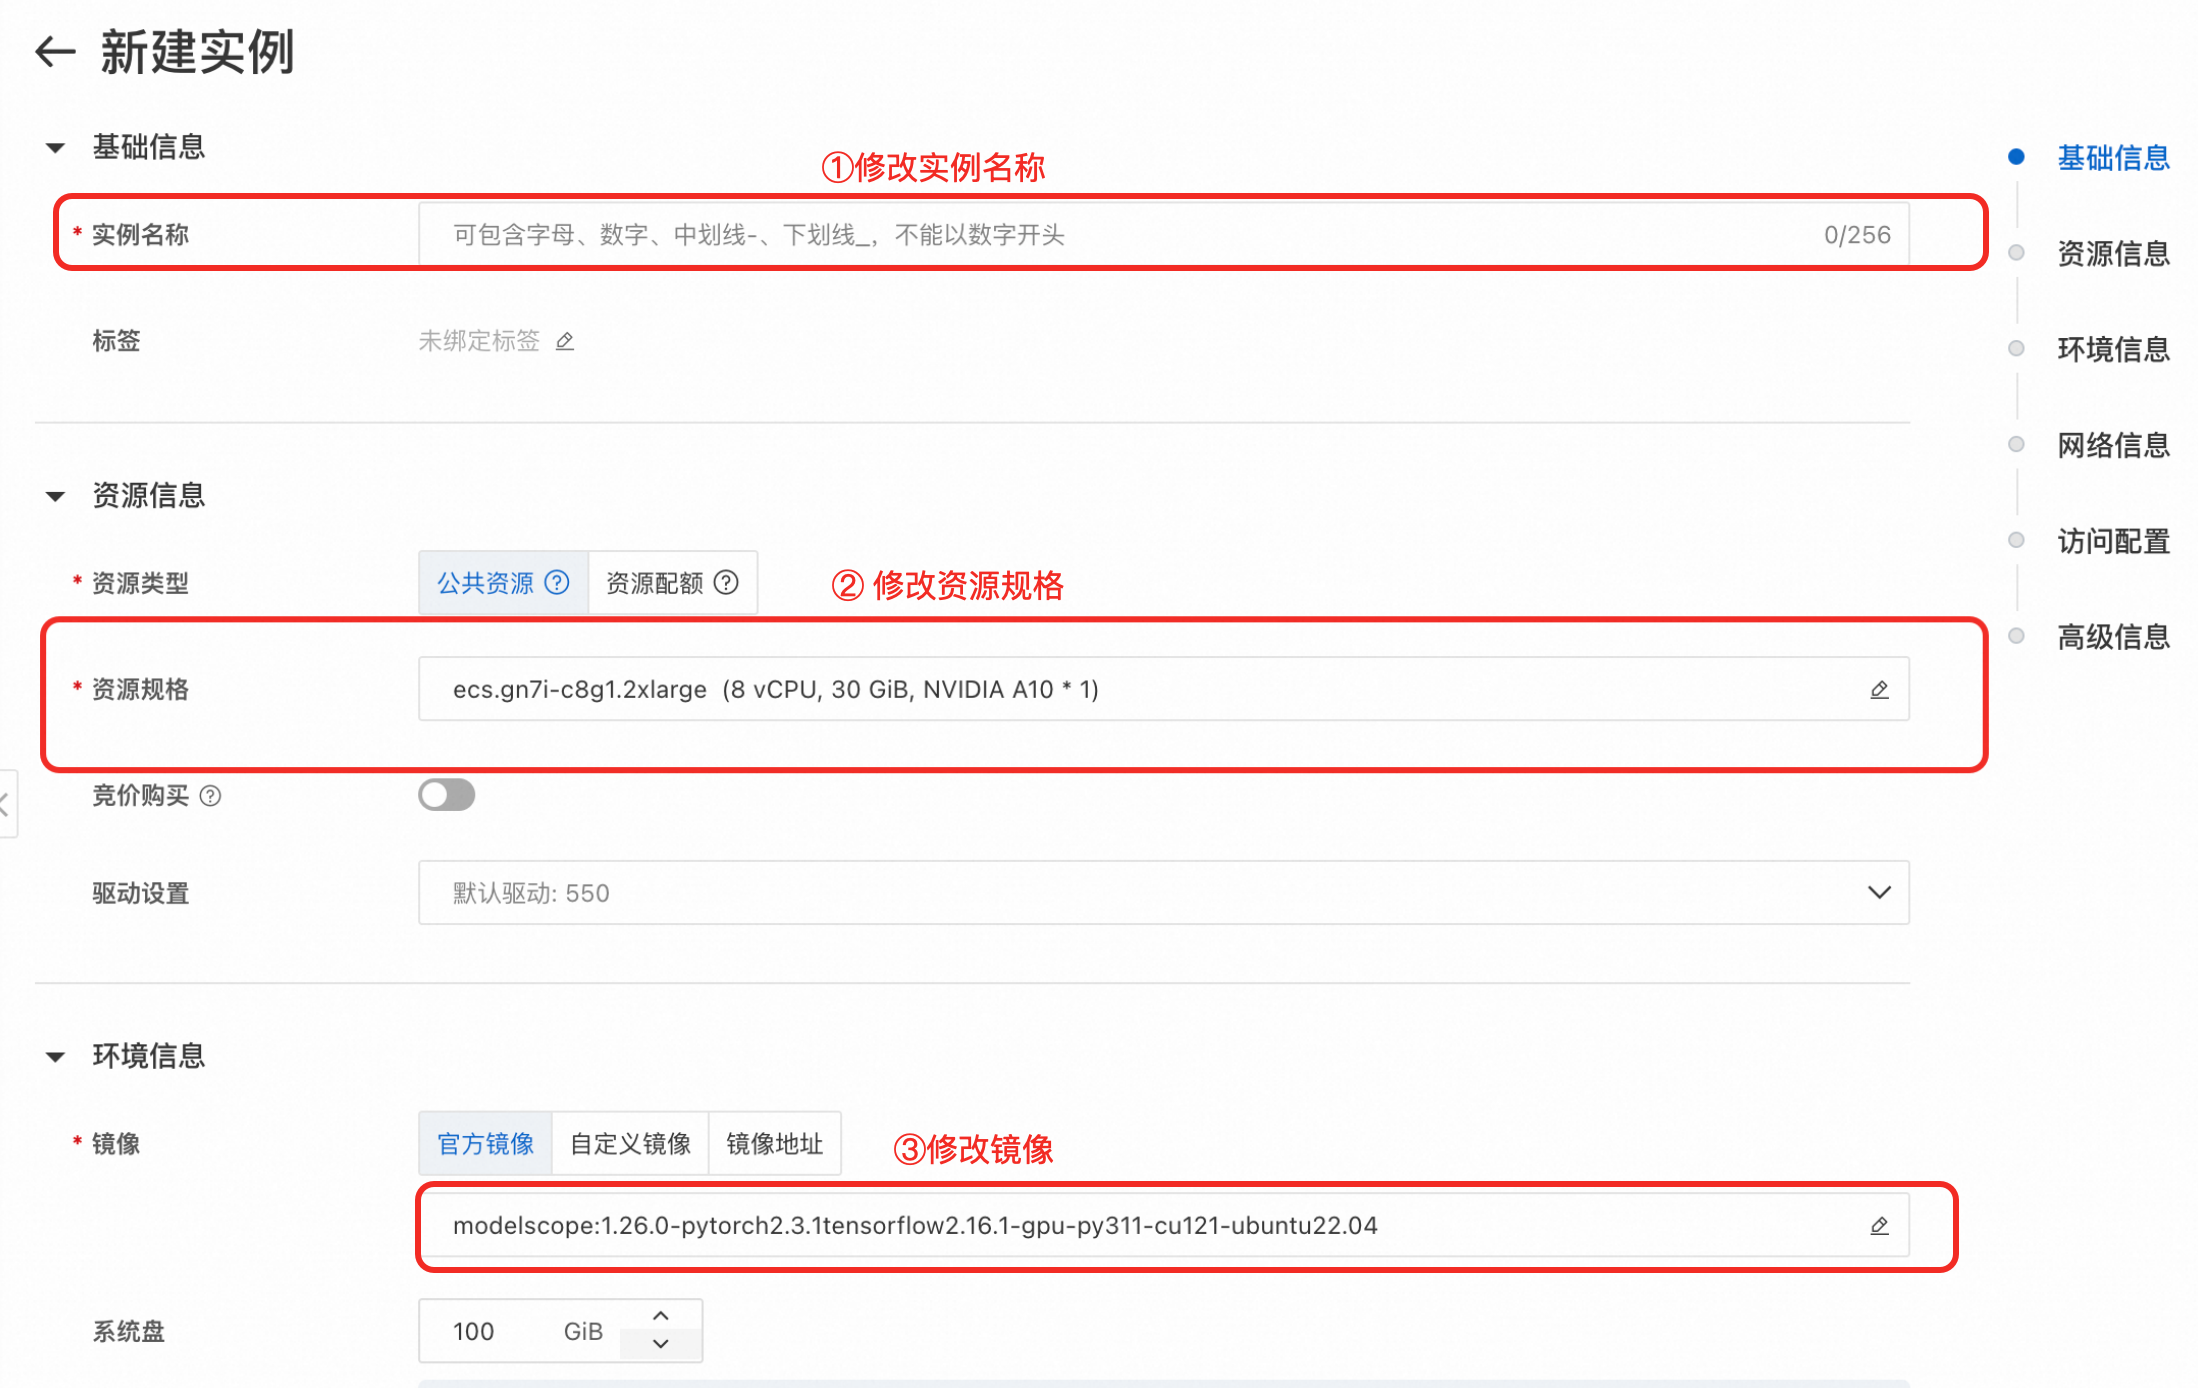 新建实例
基础信息
①修改实例名称
* 实例名称 可包含字母、数字、中划线-、下划线_，不能以数字开头 0/256
标签 未绑定标签
资源信息
* 资源类型 公共资源 ? 资源配额 ? ② 修改资源规格
* 资源规格 ecs.gn7i-c8g1.2xlarge (8 vCPU, 30 GiB, NVIDIA A10 * 1)
竞价购买 ?
驱动设置 默认驱动: 550
环境信息
* 镜像 官方镜像 自定义镜像 镜像地址 ③修改镜像
modelscope:1.26.0-pytorch2.3.1tensorflow2.16.1-gpu-py311-cu121-ubuntu22.04
系统盘 100 GiB
基础信息
资源信息
环境信息
网络信息
访问配置
高级信息